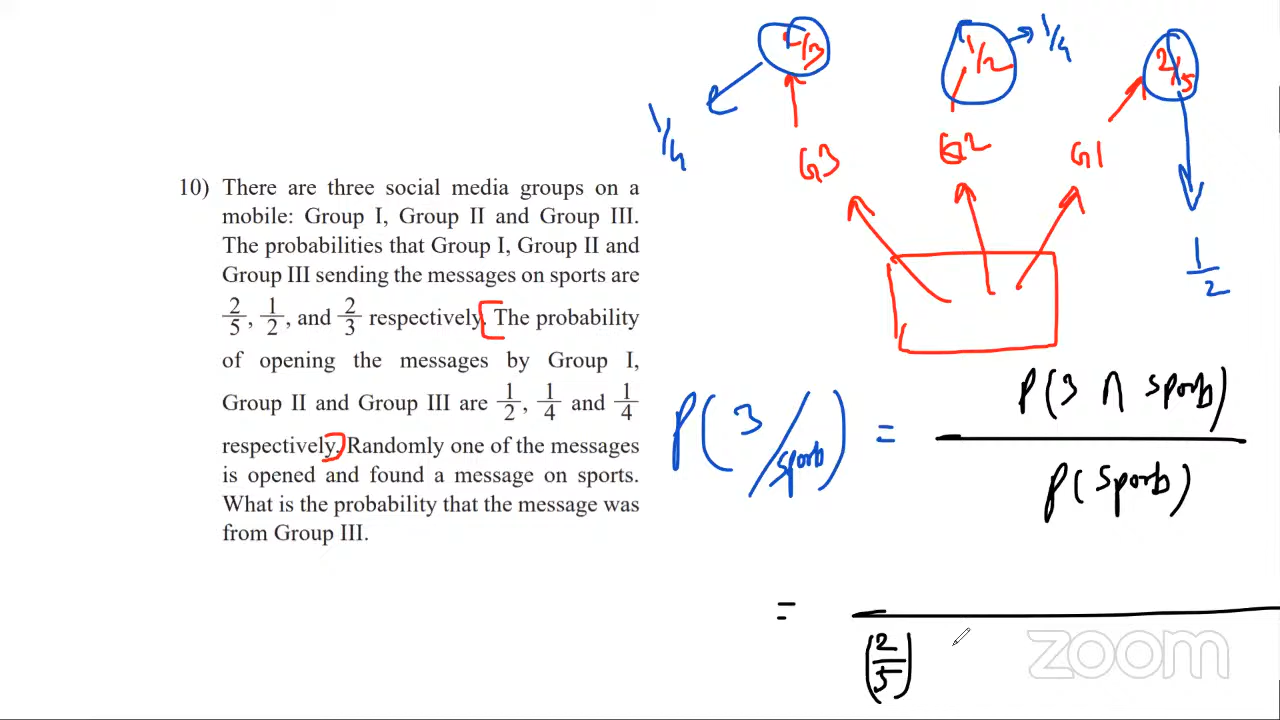 10) There are three social media groups on a
mobile: Group I, Group II and Group III.
The probabilities that Group I, Group II and
Group III sending the messages on sports are
2/5, 1/2, and 2/3 respectively. The probability
of opening the messages by Group I,
Group II and Group III are 1/2, 1/4 and 1/4
respectively. Randomly one of the messages
is opened and found a message on sports.
What is the probability that the message was
from Group III.
1/2
1/4
2/5
1/4
G3
G2
G1
1/2
P(3/sports) = P(3 ∩ sports)
P(sports)
=
(2/5)
zoom